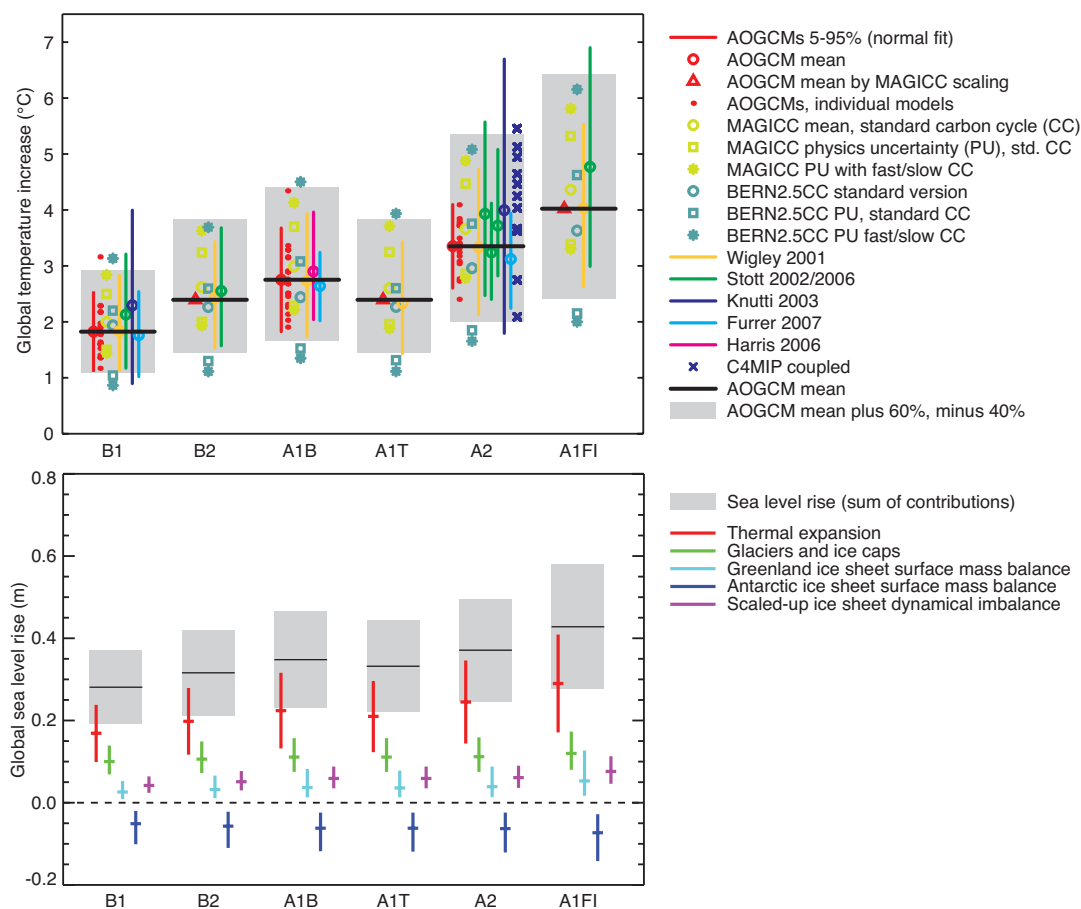 Global temperature increase (°C)
7
6
5
4
3
2
1
0
B1 B2 A1B A1T A2 A1FI
AOGCMs 5-95% (normal fit)
AOGCM mean
AOGCM mean by MAGICC scaling
AOGCMs, individual models
MAGICC mean, standard carbon cycle (CC)
MAGICC physics uncertainty (PU), std. CC
MAGICC PU with fast/slow CC
BERN2.5CC standard version
BERN2.5CC PU, standard CC
BERN2.5CC PU fast/slow CC
Wigley 2001
Stott 2002/2006
Knutti 2003
Furrer 2007
Harris 2006
C4MIP coupled
AOGCM mean
AOGCM mean plus 60%, minus 40%
Global sea level rise (m)
0.8
0.6
0.4
0.2
0.0
-0.2
B1 B2 A1B A1T A2 A1FI
Sea level rise (sum of contributions)
Thermal expansion
Glaciers and ice caps
Greenland ice sheet surface mass balance
Antarctic ice sheet surface mass balance
Scaled-up ice sheet dynamical imbalance